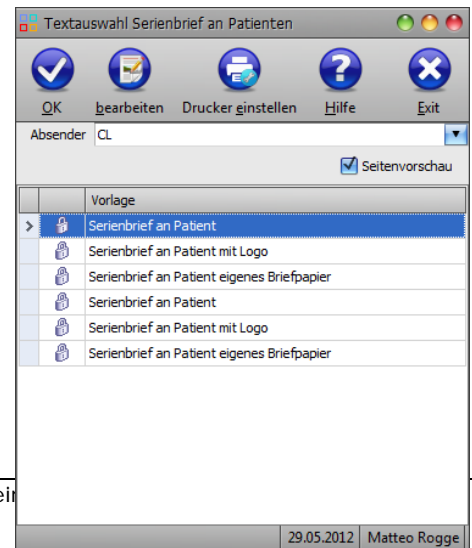 Textauswahl Serienbrief an Patienten
OK bearbeiten Drucker einstellen Hilfe Exit
Absender CL
Seitenvorschau
Vorlage
Serienbrief an Patient
Serienbrief an Patient mit Logo
Serienbrief an Patient eigenes Briefpapier
Serienbrief an Patient
Serienbrief an Patient mit Logo
Serienbrief an Patient eigenes Briefpapier
29.05.2012 Matteo Rogge